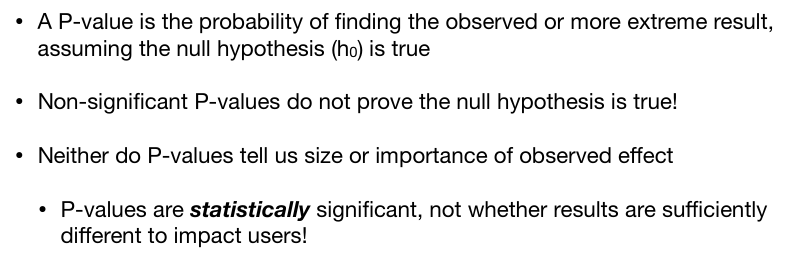 • A P-value is the probability of finding the observed or more extreme result,
assuming the null hypothesis (h₀) is true
• Non-significant P-values do not prove the null hypothesis is true!
• Neither do P-values tell us size or importance of observed effect
• P-values are statistically significant, not whether results are sufficiently
different to impact users!